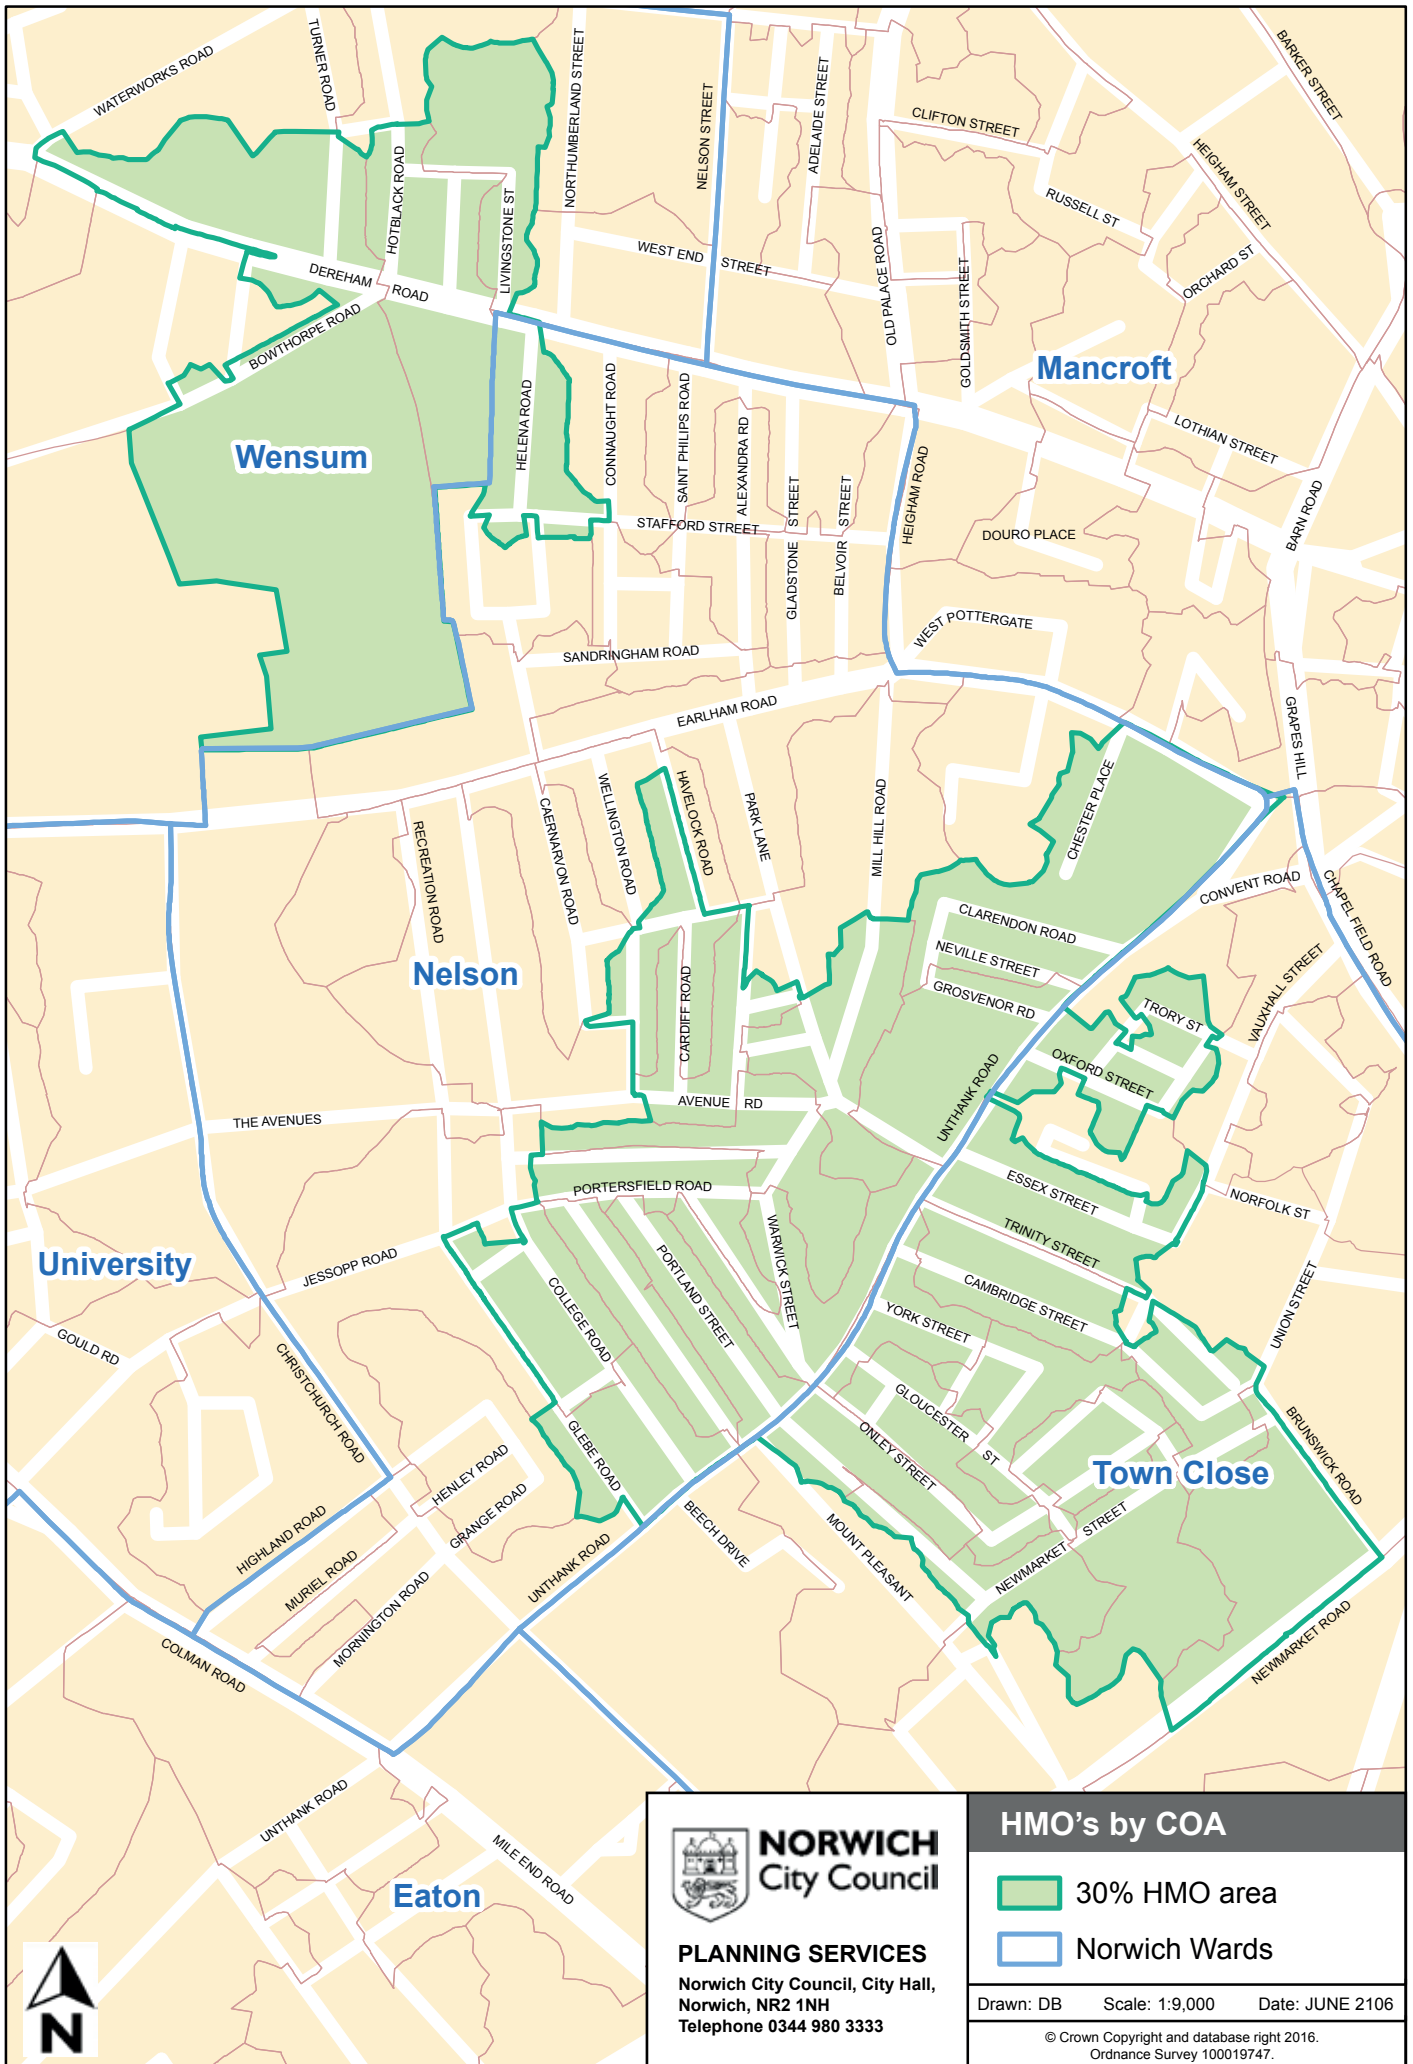 WATERWORKS ROAD
TURNER ROAD
HOTBLACK ROAD
LIVINGSTONE ST
NORTHUMBERLAND STREET
NELSON STREET
ADELAIDE STREET
CLIFTON STREET
BARKER STREET
HEIGHAM STREET
RUSSELL ST
ORCHARD ST
WEST END STREET
OLD PALACE ROAD
GOLDSMITH STREET
DEREHAM ROAD
BOWTHORPE ROAD
Mancroft
Wensum
HELENA ROAD
CONNAUGHT ROAD
SAINT PHILIPS ROAD
ALEXANDRA RD
GLADSTONE STREET
BELVOIR STREET
HEIGHAM ROAD
LOTHIAN STREET
BARN ROAD
STAFFORD STREET
DOURO PLACE
WEST POTTERGATE
SANDRINGHAM ROAD
EARLHAM ROAD
GRAPES HILL
CHESTER PLACE
RECREATION ROAD
CAERNARVON ROAD
WELLINGTON ROAD
HAVELOCK ROAD
PARK LANE
MILL HILL ROAD
CONVENT ROAD
CHAPEL FIELD ROAD
CLARENDON ROAD
NEVILLE STREET
GROSVENOR RD
Nelson
CARDIFF ROAD
VAUXHALL STREET
TRORY ST
OXFORD STREET
UNTHANK ROAD
AVENUE RD
THE AVENUES
PORTERSFIELD ROAD
ESSEX STREET
NORFOLK ST
TRINITY STREET
WARWICK STREET
University
JESSOPP ROAD
GOULD RD
COLLEGE ROAD
PORTLAND STREET
CAMBRIDGE STREET
YORK STREET
UNION STREET
CHRISTCHURCH ROAD
GLEBE ROAD
GLOUCESTER ST
ONLEY STREET
BRUNSWICK ROAD
Town Close
HENLEY ROAD
GRANGE ROAD
HIGHLAND ROAD
MURIEL ROAD
MORNINGTON ROAD
UNTHANK ROAD
BEECH DRIVE
MOUNT PLEASANT
NEWMARKET STREET
NEWMARKET ROAD
COLMAN ROAD
UNTHANK ROAD
MILE END ROAD
Eaton
N
NORWICH
City Council
PLANNING SERVICES
Norwich City Council, City Hall,
Norwich, NR2 1NH
Telephone 0344 980 3333
HMO's by COA
30% HMO area
Norwich Wards
Drawn: DB Scale: 1:9,000 Date: JUNE 2106
© Crown Copyright and database right 2016.
Ordnance Survey 100019747.